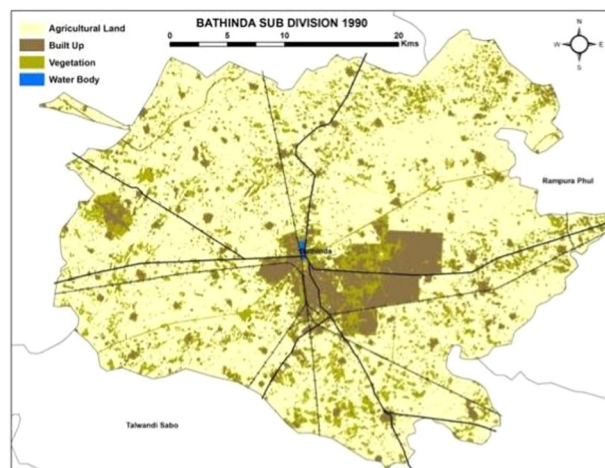 BATHINDA SUB DIVISION 1990
Agricultural Land
Built Up
Vegetation
Water Body
0 5 10 20
Kms
N
W E
S
Rampura Phul
Bathinda
Talwandi Sabo